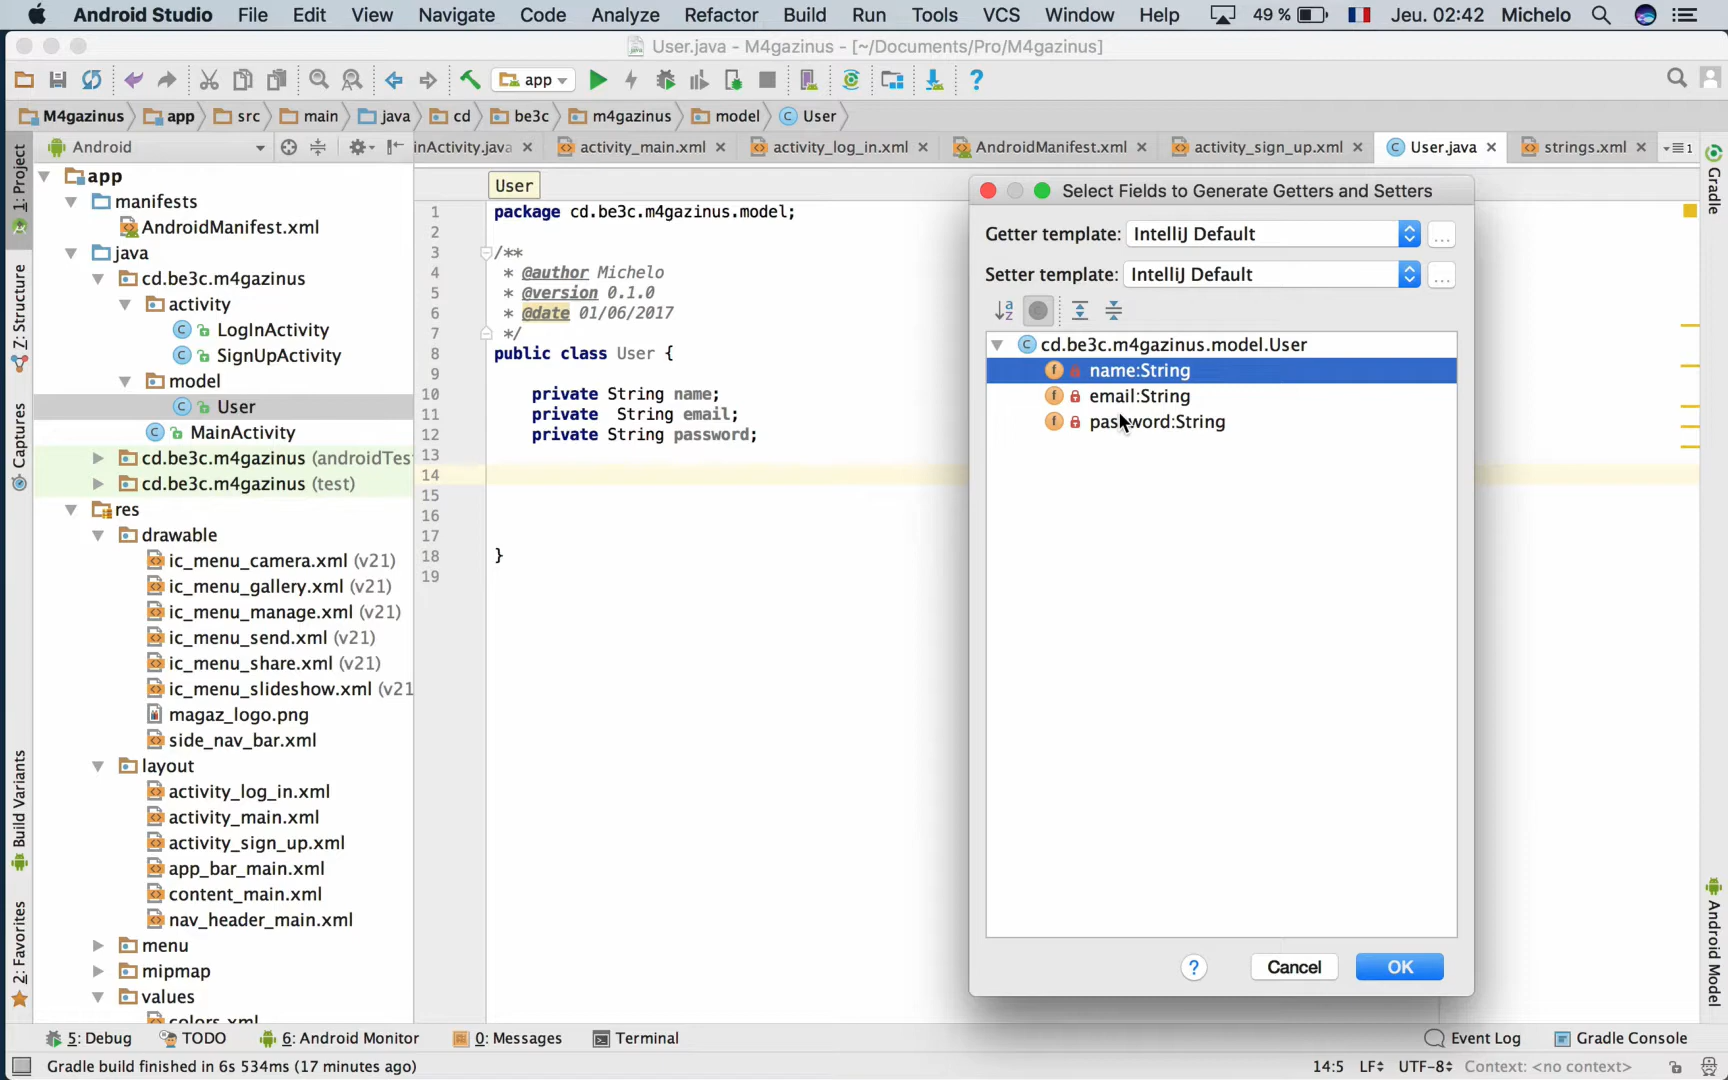 Android Studio File Edit View Navigate Code Analyze Refactor Build Run Tools VCS Window Help 49 % Jeu. 02:42 Michelo
User.java - M4gazinus - [~/Documents/Pro/M4gazinus]
app
M4gazinus app src main java cd be3c m4gazinus model User
Android
inActivity.java activity_main.xml activity_log_in.xml AndroidManifest.xml activity_sign_up.xml User.java strings.xml 1
1: Project
Z: Structure
Captures
Build Variants
2: Favorites
app
manifests
AndroidManifest.xml
java
cd.be3c.m4gazinus
activity
LogInActivity
SignUpActivity
model
User
MainActivity
cd.be3c.m4gazinus (androidTes
cd.be3c.m4gazinus (test)
res
drawable
ic_menu_camera.xml (v21)
ic_menu_gallery.xml (v21)
ic_menu_manage.xml (v21)
ic_menu_send.xml (v21)
ic_menu_share.xml (v21)
ic_menu_slideshow.xml (v21
magaz_logo.png
side_nav_bar.xml
layout
activity_log_in.xml
activity_main.xml
activity_sign_up.xml
app_bar_main.xml
content_main.xml
nav_header_main.xml
menu
mipmap
values
colors.xml
User
1 package cd.be3c.m4gazinus.model;
2
3 /**
4 * @author Michelo
5 * @version 0.1.0
6 * @date 01/06/2017
7 */
8 public class User {
9
10 private String name;
11 private String email;
12 private String password;
13
14
15
16
17
18 }
19
Select Fields to Generate Getters and Setters
Getter template: IntelliJ Default ...
Setter template: IntelliJ Default ...
cd.be3c.m4gazinus.model.User
name:String
email:String
password:String
? Cancel OK
Gradle
Android Model
5: Debug TODO 6: Android Monitor 0: Messages Terminal Event Log Gradle Console
Gradle build finished in 6s 534ms (17 minutes ago) 14:5 LF UTF-8 Context: <no context>